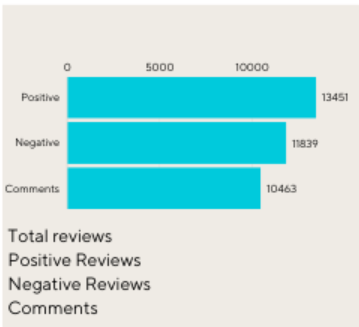 0 5000 10000
Positive 13451
Negative 11839
Comments 10463
Total reviews
Positive Reviews
Negative Reviews
Comments